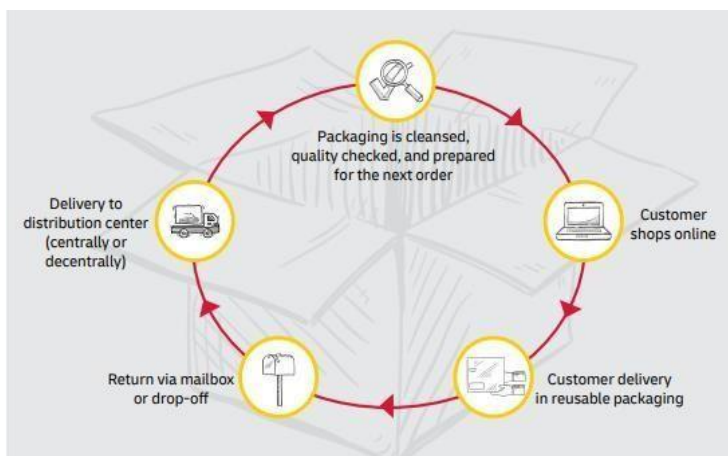 Packaging is cleansed,
quality checked, and prepared
for the next order
Customer
shops online
Customer delivery
in reusable packaging
Return via mailbox
or drop-off
Delivery to
distribution center
(centrally or
decentrally)